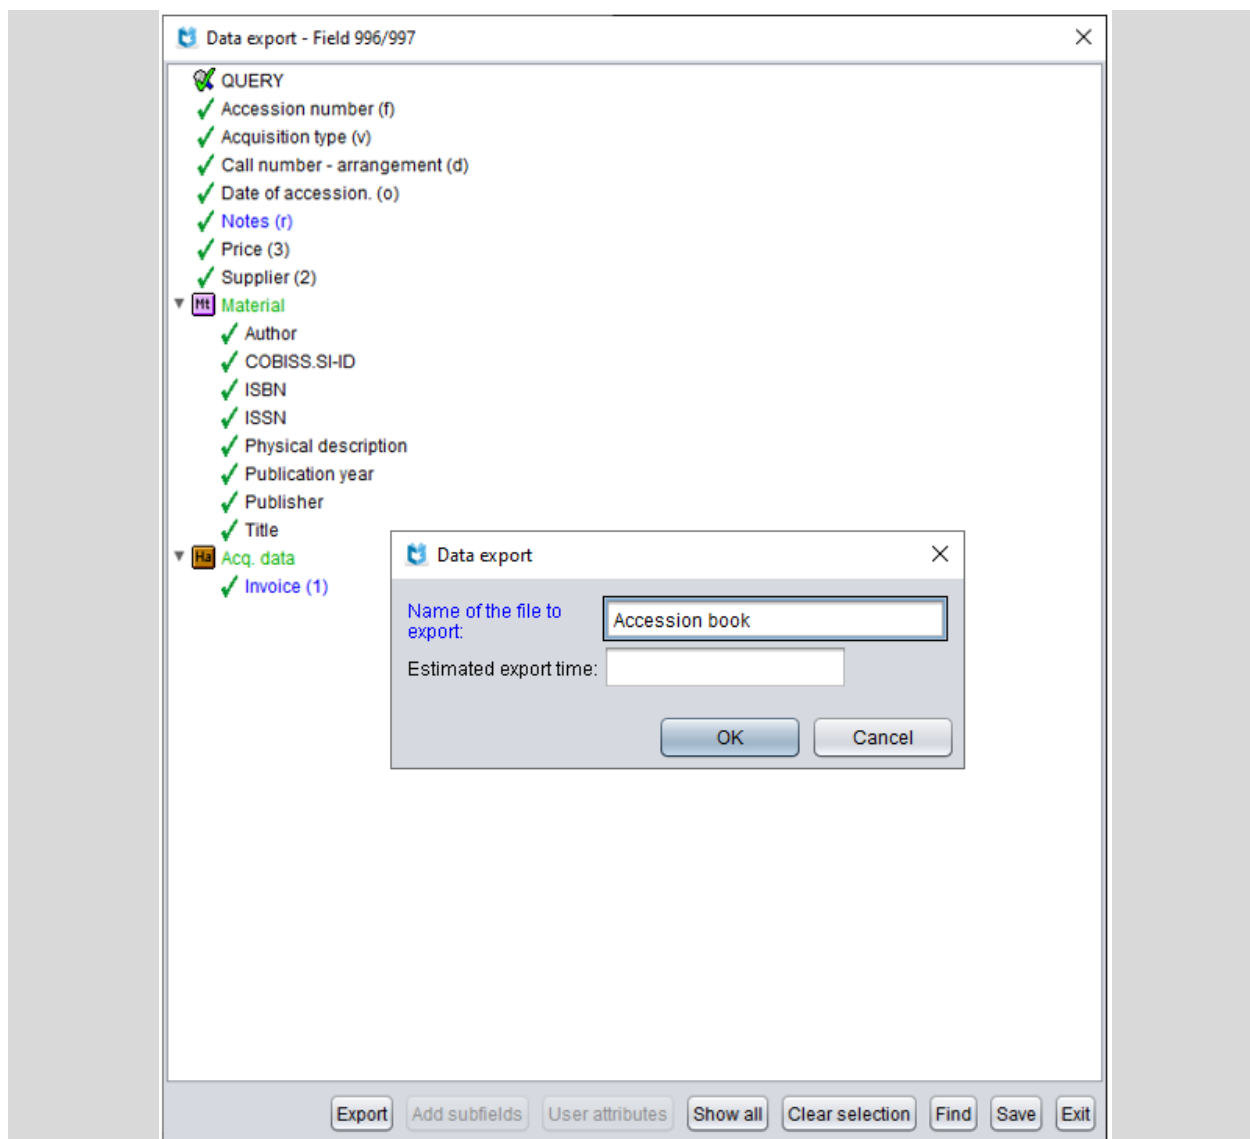 Data export - Field 996/997
QUERY
Accession number (f)
Acquisition type (v)
Call number - arrangement (d)
Date of accession. (o)
Notes (r)
Price (3)
Supplier (2)
Mt Material
Author
COBISS.SI-ID
ISBN
ISSN
Physical description
Publication year
Publisher
Title
Ha Acq. data
Invoice (1)
Data export
Name of the file to
export:
Accession book
Estimated export time:
OK Cancel
Export Add subfields User attributes Show all Clear selection Find Save Exit